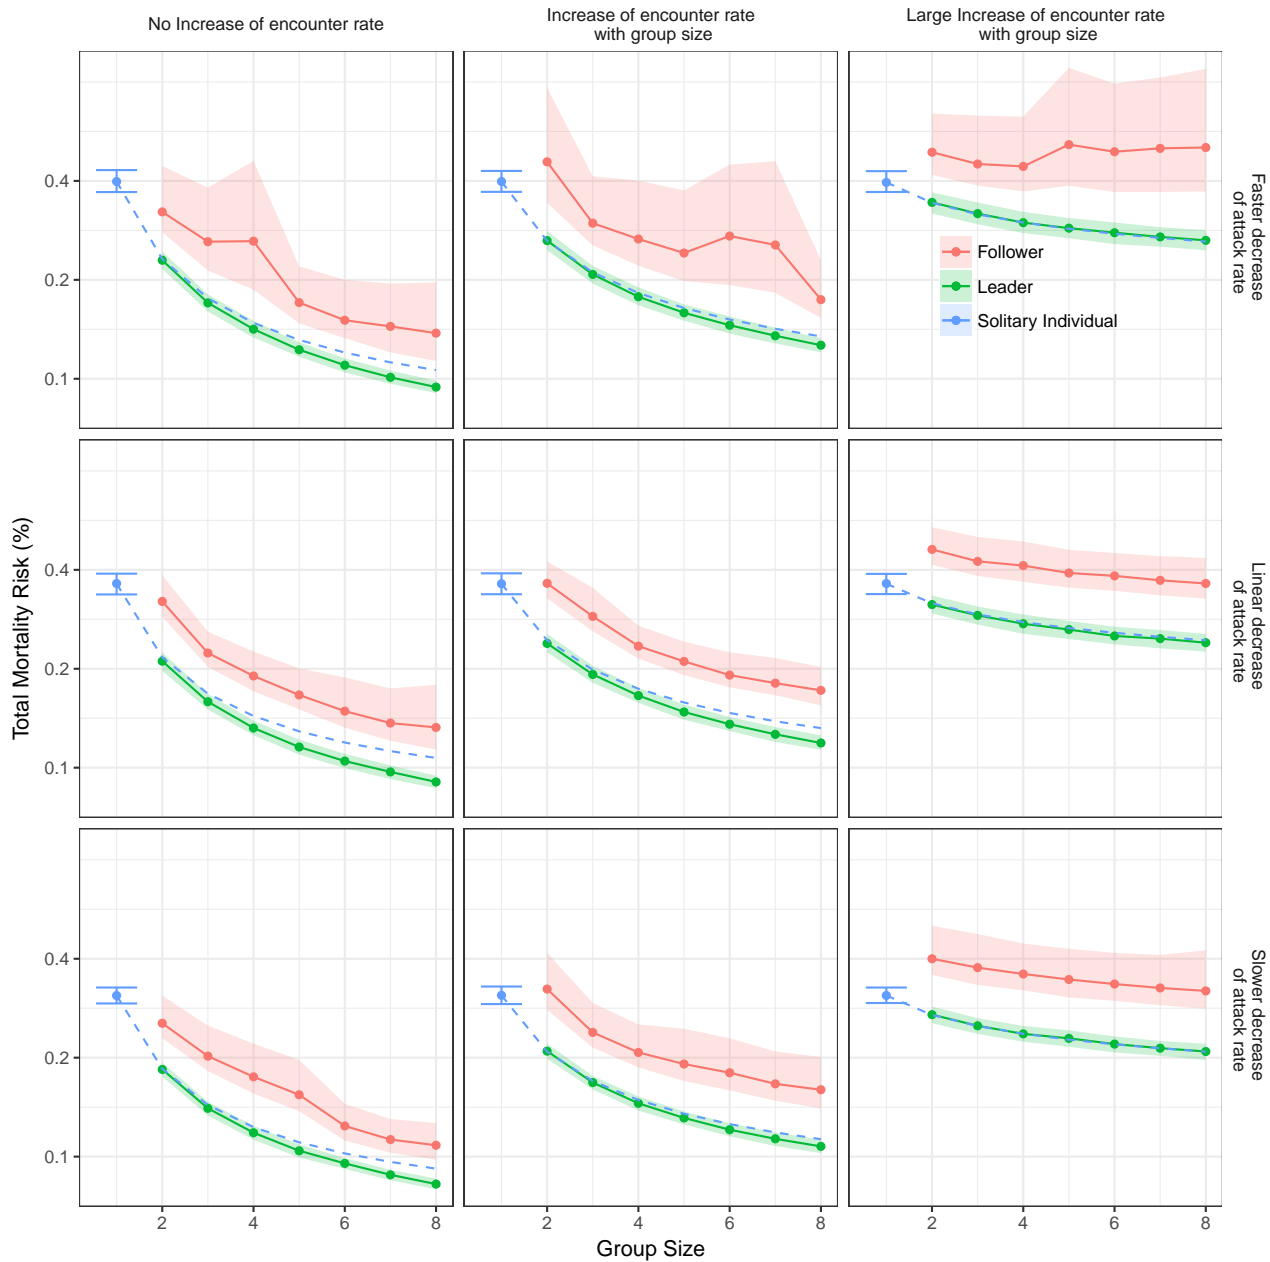 No Increase of encounter rate
Increase of encounter rate
with group size
Large Increase of encounter rate
with group size
Total Mortality Risk (%)
0.4
0.2
0.1
Follower
Leader
Solitary Individual
Faster decrease
of attack rate
0.4
0.2
0.1
Linear decrease
of attack rate
0.4
0.2
0.1
Slower decrease
of attack rate
2
4
6
8
2
4
6
8
2
4
6
8
Group Size